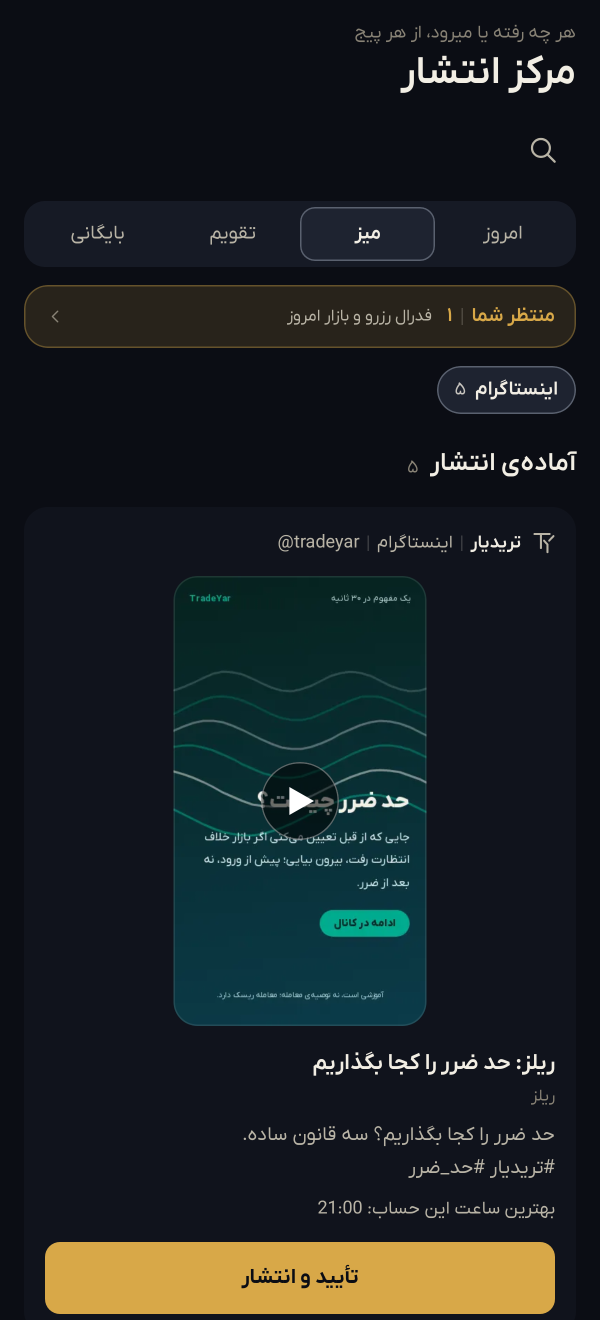 هر چه رفته یا میرود، از هر پیج
مرکز انتشار
امروز
میز
تقویم
بایگانی
منتظر شما | ۱ فدرال رزرو و بازار امروز
اینستاگرام ۵
آماده‌ی انتشار ۵
تریدیار | اینستاگرام | @tradeyar
یک مفهوم در ۳۰ ثانیه
TradeYar
حد ضرر چیست؟
جایی که از قبل تعیین می‌کنی اگر بازار خلاف
انتظارت رفت، بیرون بیایی؛ پیش از ورود، نه
بعد از ضرر.
ادامه در کانال
آموزشی است، نه توصیه‌ی معامله؛ معامله ریسک دارد.
ریلز: حد ضرر را کجا بگذاریم
ریلز
حد ضرر را کجا بگذاریم؟ سه قانون ساده.
#تریدیار #حد_ضرر
بهترین ساعت این حساب: 21:00
تأیید و انتشار